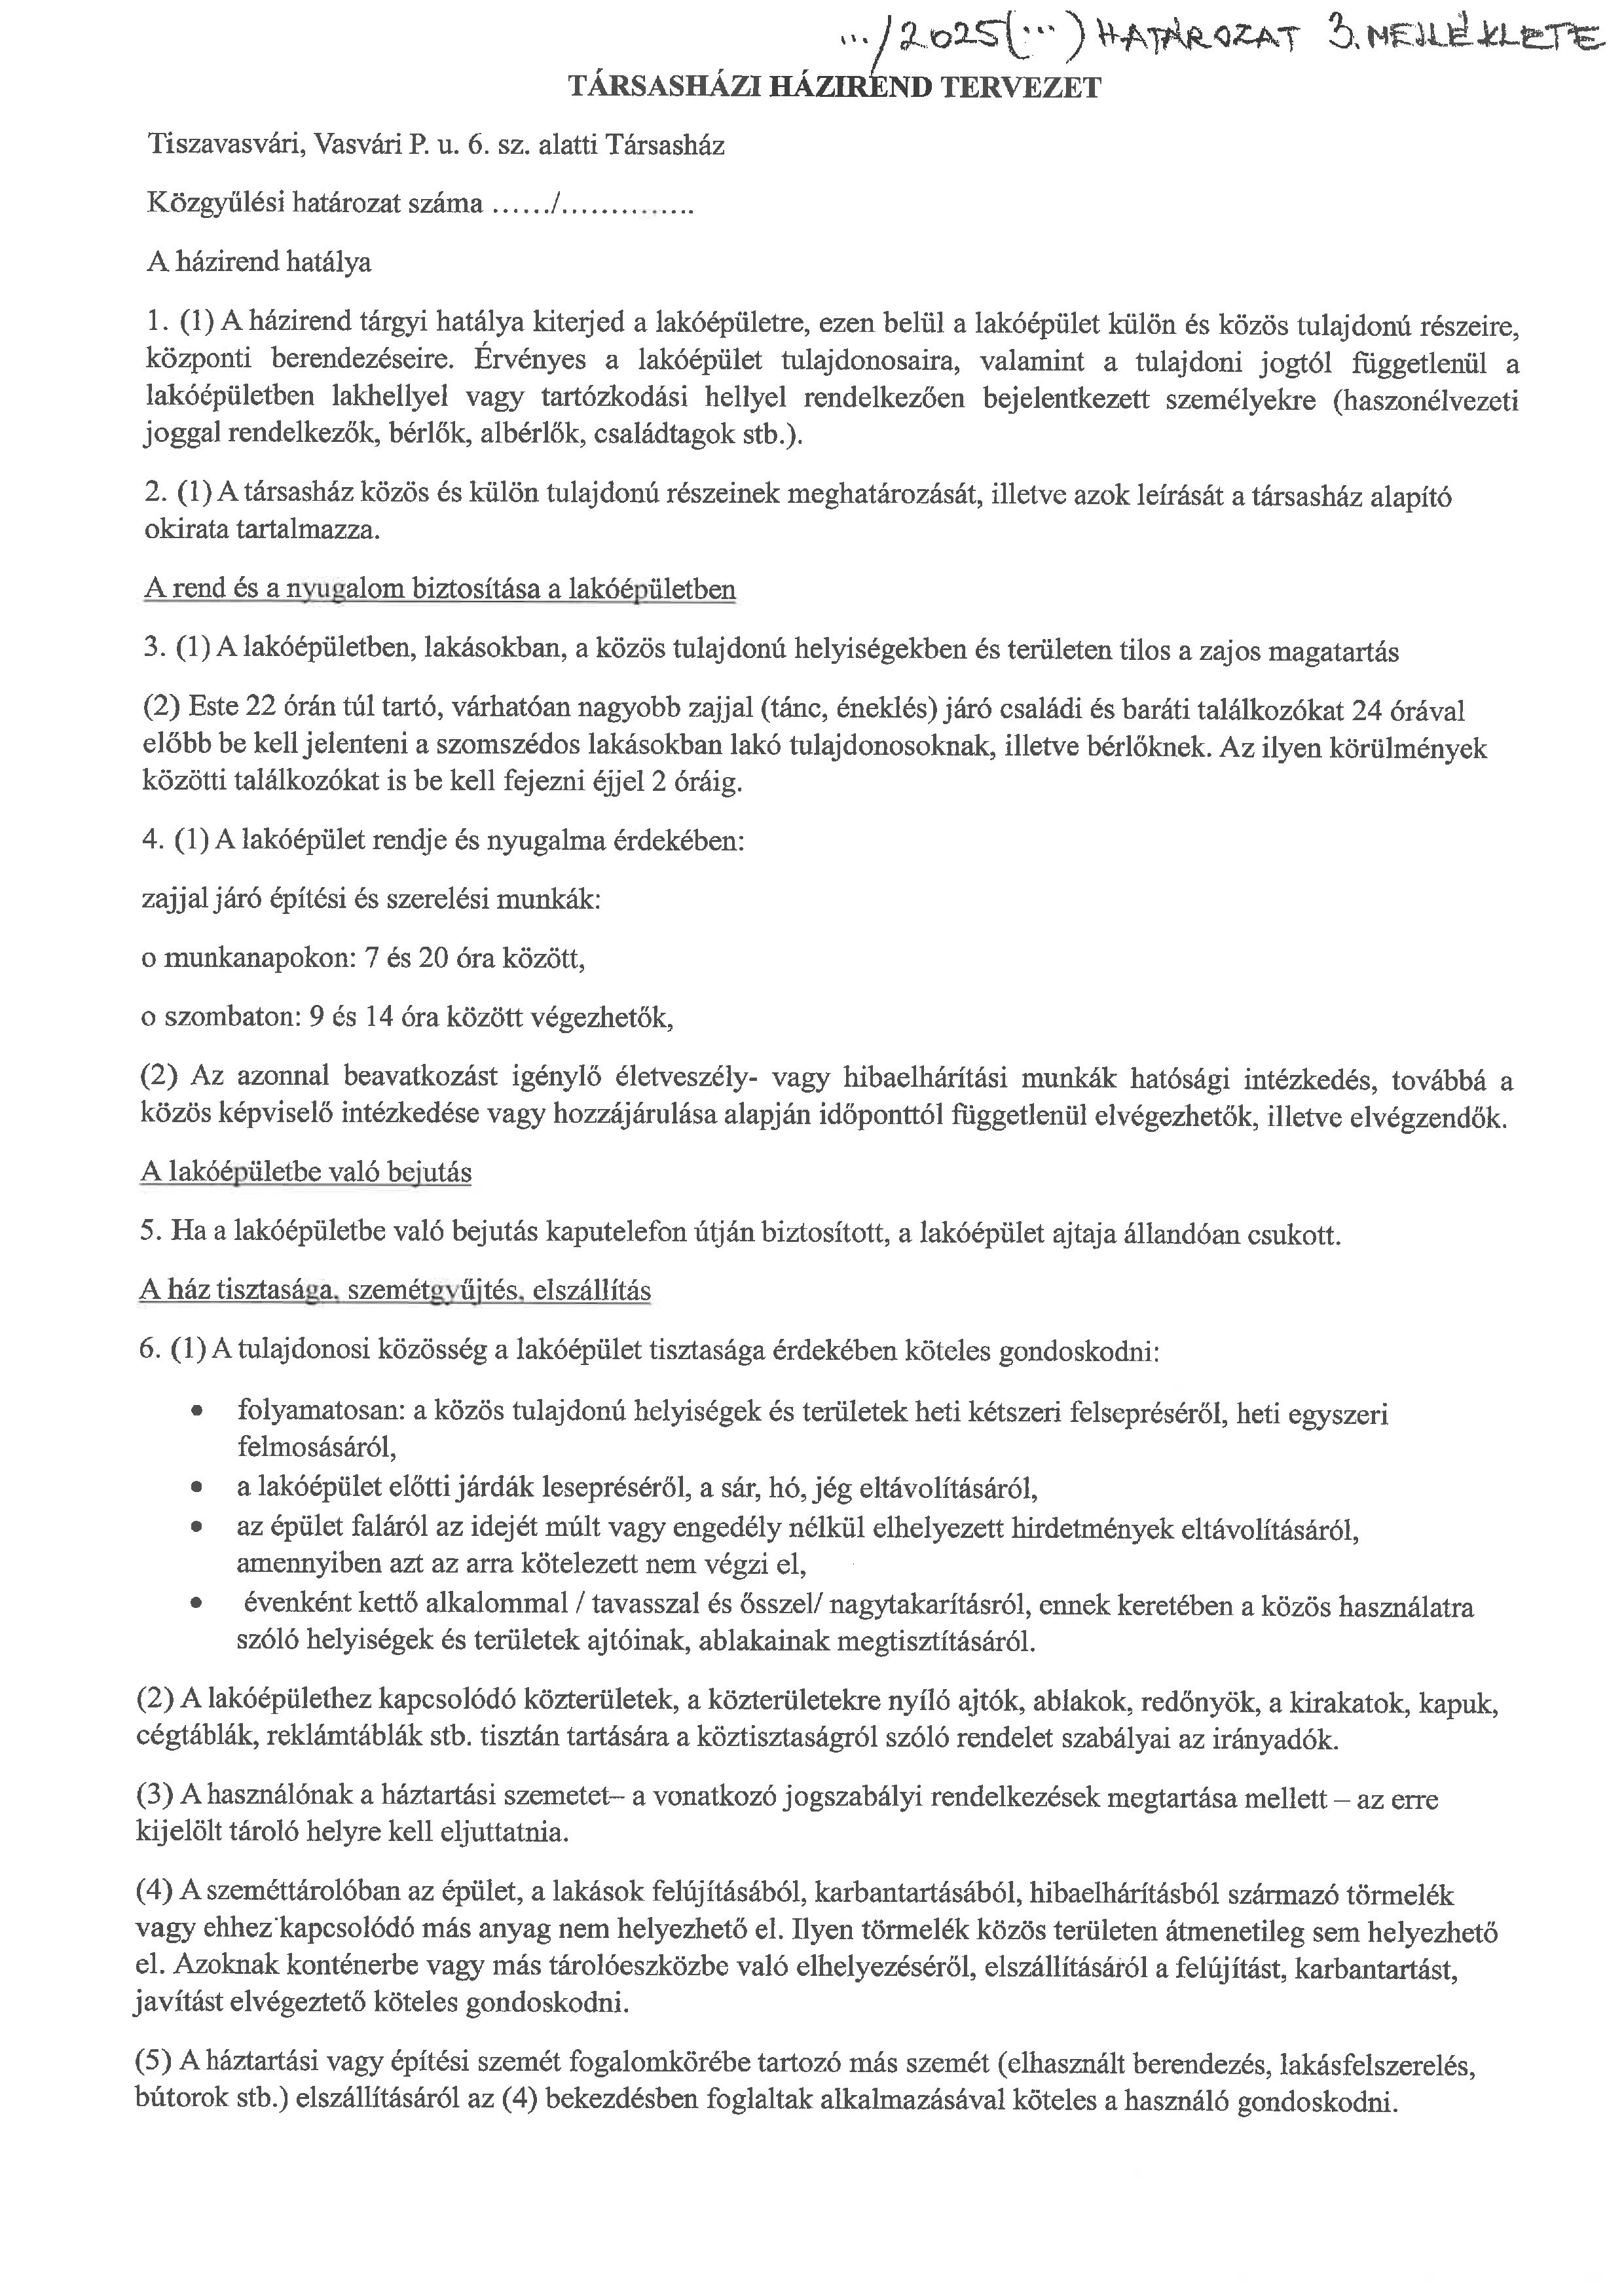 .../2025(...) HATÁROZAT 3. MELLÉKLETE
TÁRSASHÁZI HÁZIREND TERVEZET
Tiszavasvári, Vasvári P. u. 6. sz. alatti Társasház
Közgyűlési határozat száma ....../..............
A házirend hatálya
1. (1) A házirend tárgyi hatálya kiterjed a lakóépületre, ezen belül a lakóépület külön és közös tulajdonú részeire,
központi berendezéseire. Érvényes a lakóépület tulajdonosaira, valamint a tulajdoni jogtól függetlenül a
lakóépületben lakhellyel vagy tartózkodási hellyel rendelkezően bejelentkezett személyekre (haszonélvezeti
joggal rendelkezők, bérlők, albérlők, családtagok stb.).
2. (1) A társasház közös és külön tulajdonú részeinek meghatározását, illetve azok leírását a társasház alapító
okirata tartalmazza.
A rend és a nyugalom biztosítása a lakóépületben
3. (1) A lakóépületben, lakásokban, a közös tulajdonú helyiségekben és területen tilos a zajos magatartás
(2) Este 22 órán túl tartó, várhatóan nagyobb zajjal (tánc, éneklés) járó családi és baráti találkozókat 24 órával
előbb be kell jelenteni a szomszédos lakásokban lakó tulajdonosoknak, illetve bérlőknek. Az ilyen körülmények
közötti találkozókat is be kell fejezni éjjel 2 óráig.
4. (1) A lakóépület rendje és nyugalma érdekében:
zajjal járó építési és szerelési munkák:
o munkanapokon: 7 és 20 óra között,
o szombaton: 9 és 14 óra között végezhetők,
(2) Az azonnal beavatkozást igénylő életveszély- vagy hibaelhárítási munkák hatósági intézkedés, továbbá a
közös képviselő intézkedése vagy hozzájárulása alapján időponttól függetlenül elvégezhetők, illetve elvégzendők.
A lakóépületbe való bejutás
5. Ha a lakóépületbe való bejutás kaputelefon útján biztosított, a lakóépület ajtaja állandóan csukott.
A ház tisztasága, szemétgyűjtés, elszállítás
6. (1) A tulajdonosi közösség a lakóépület tisztasága érdekében köteles gondoskodni:
• folyamatosan: a közös tulajdonú helyiségek és területek heti kétszeri felsepréséről, heti egyszeri
felmosásáról,
• a lakóépület előtti járdák lesepréséről, a sár, hó, jég eltávolításáról,
• az épület faláról az idejét múlt vagy engedély nélkül elhelyezett hirdetmények eltávolításáról,
amennyiben azt az arra kötelezett nem végzi el,
• évenként kettő alkalommal / tavasszal és ősszel/ nagytakarításról, ennek keretében a közös használatra
szóló helyiségek és területek ajtóinak, ablakainak megtisztításáról.
(2) A lakóépülethez kapcsolódó közterületek, a közterületekre nyíló ajtók, ablakok, redőnyök, a kirakatok, kapuk,
cégtáblák, reklámtáblák stb. tisztán tartására a köztisztaságról szóló rendelet szabályai az irányadók.
(3) A használónak a háztartási szemetet– a vonatkozó jogszabályi rendelkezések megtartása mellett – az erre
kijelölt tároló helyre kell eljuttatnia.
(4) A szeméttárolóban az épület, a lakások felújításából, karbantartásából, hibaelhárításból származó törmelék
vagy ehhez kapcsolódó más anyag nem helyezhető el. Ilyen törmelék közös területen átmenetileg sem helyezhető
el. Azoknak konténerbe vagy más tárolóeszközbe való elhelyezéséről, elszállításáról a felújítást, karbantartást,
javítást elvégeztető köteles gondoskodni.
(5) A háztartási vagy építési szemét fogalomkörébe tartozó más szemét (elhasznált berendezés, lakásfelszerelés,
bútorok stb.) elszállításáról az (4) bekezdésben foglaltak alkalmazásával köteles a használó gondoskodni.